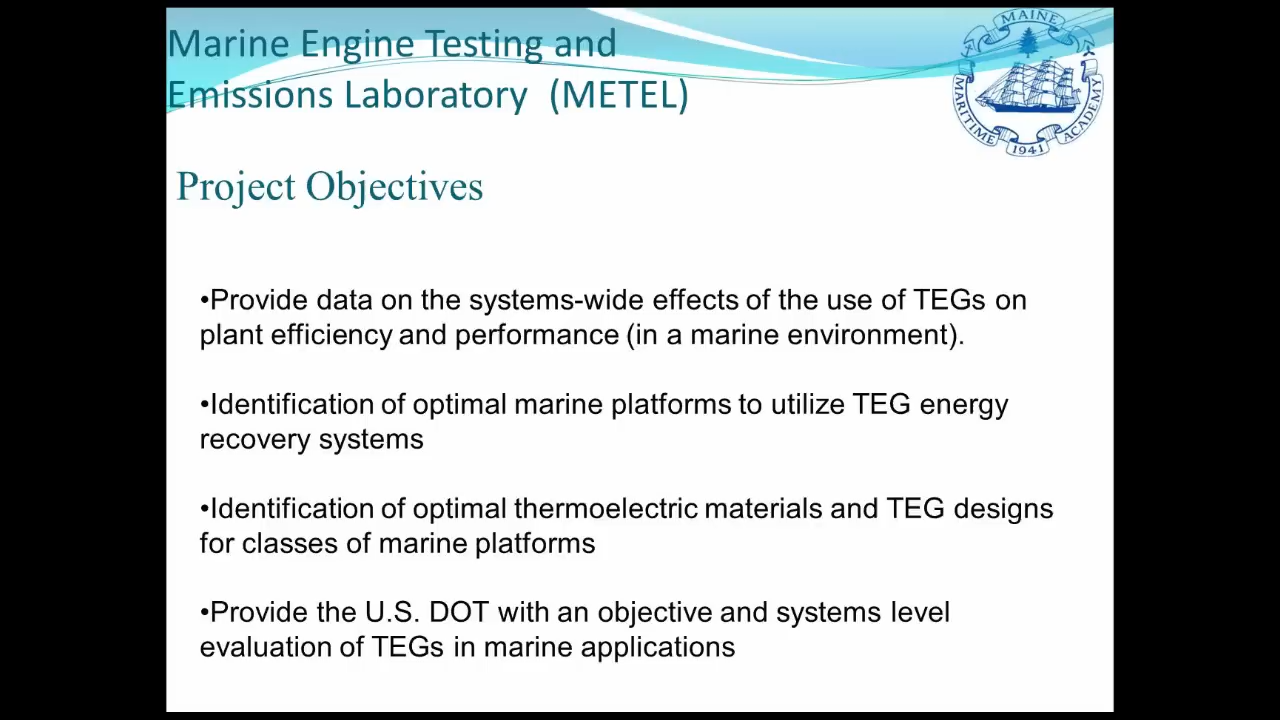 Marine Engine Testing and
Emissions Laboratory (METEL)
MAINE
MARITIME
ACADEMY
1941
Project Objectives
•Provide data on the systems-wide effects of the use of TEGs on
plant efficiency and performance (in a marine environment).
•Identification of optimal marine platforms to utilize TEG energy
recovery systems
•Identification of optimal thermoelectric materials and TEG designs
for classes of marine platforms
•Provide the U.S. DOT with an objective and systems level
evaluation of TEGs in marine applications